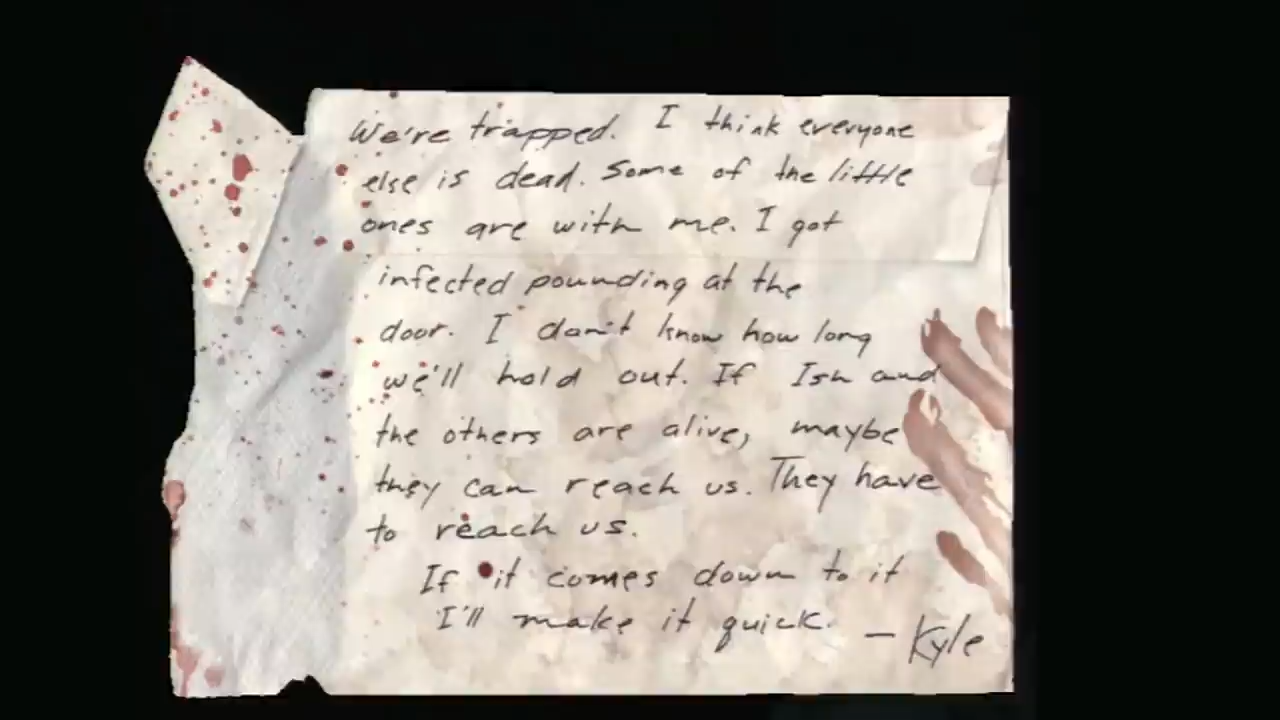 We're trapped. I think everyone
else is dead. Some of the little
ones are with me. I got
infected pounding at the
door. I don't know how long
we'll hold out. If Ish and
the others are alive, maybe
they can reach us. They have
to reach us.
If it comes down to it
I'll make it quick. — Kyle